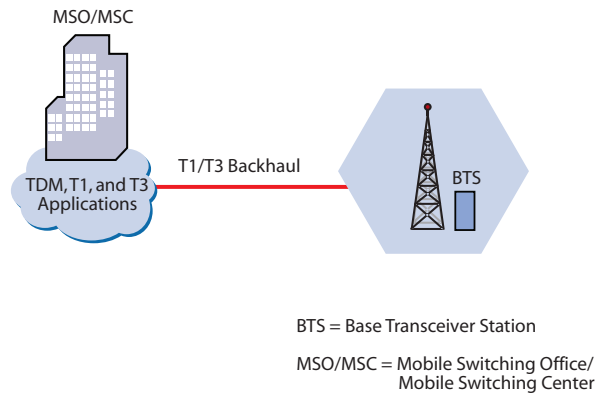 MSO/MSC
TDM, T1, and T3
Applications
T1/T3 Backhaul
BTS
BTS = Base Transceiver Station
MSO/MSC = Mobile Switching Office/
Mobile Switching Center